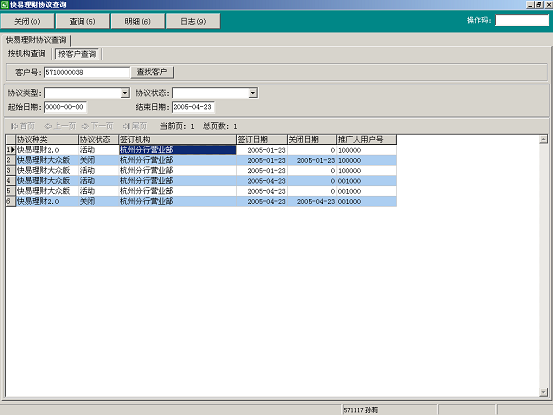 快易理财协议查询
关闭(0) 查询(5) 明细(6) 日志(9) 操作码:
快易理财协议查询
按机构查询 按客户查询
客户号: 5710000038 查找客户
协议类型: 协议状态:
起始日期: 0000-00-00 结束日期: 2005-04-23
首页 上一页 下一页 尾页 当前页: 1 总页数: 1
协议种类 协议状态 签订机构 签订日期 关闭日期 推广人用户号
1 快易理财2.0 活动 杭州分行营业部 2005-01-23 0 100000
2 快易理财大众版 关闭 杭州分行营业部 2005-01-23 2005-01-23 100000
3 快易理财大众版 活动 杭州分行营业部 2005-01-23 0 100000
4 快易理财大众版 活动 杭州分行营业部 2005-04-23 0 001000
5 快易理财大众版 活动 杭州分行营业部 2005-04-23 0 001000
6 快易理财2.0 关闭 杭州分行营业部 2005-04-23 2005-04-23 001000
571117